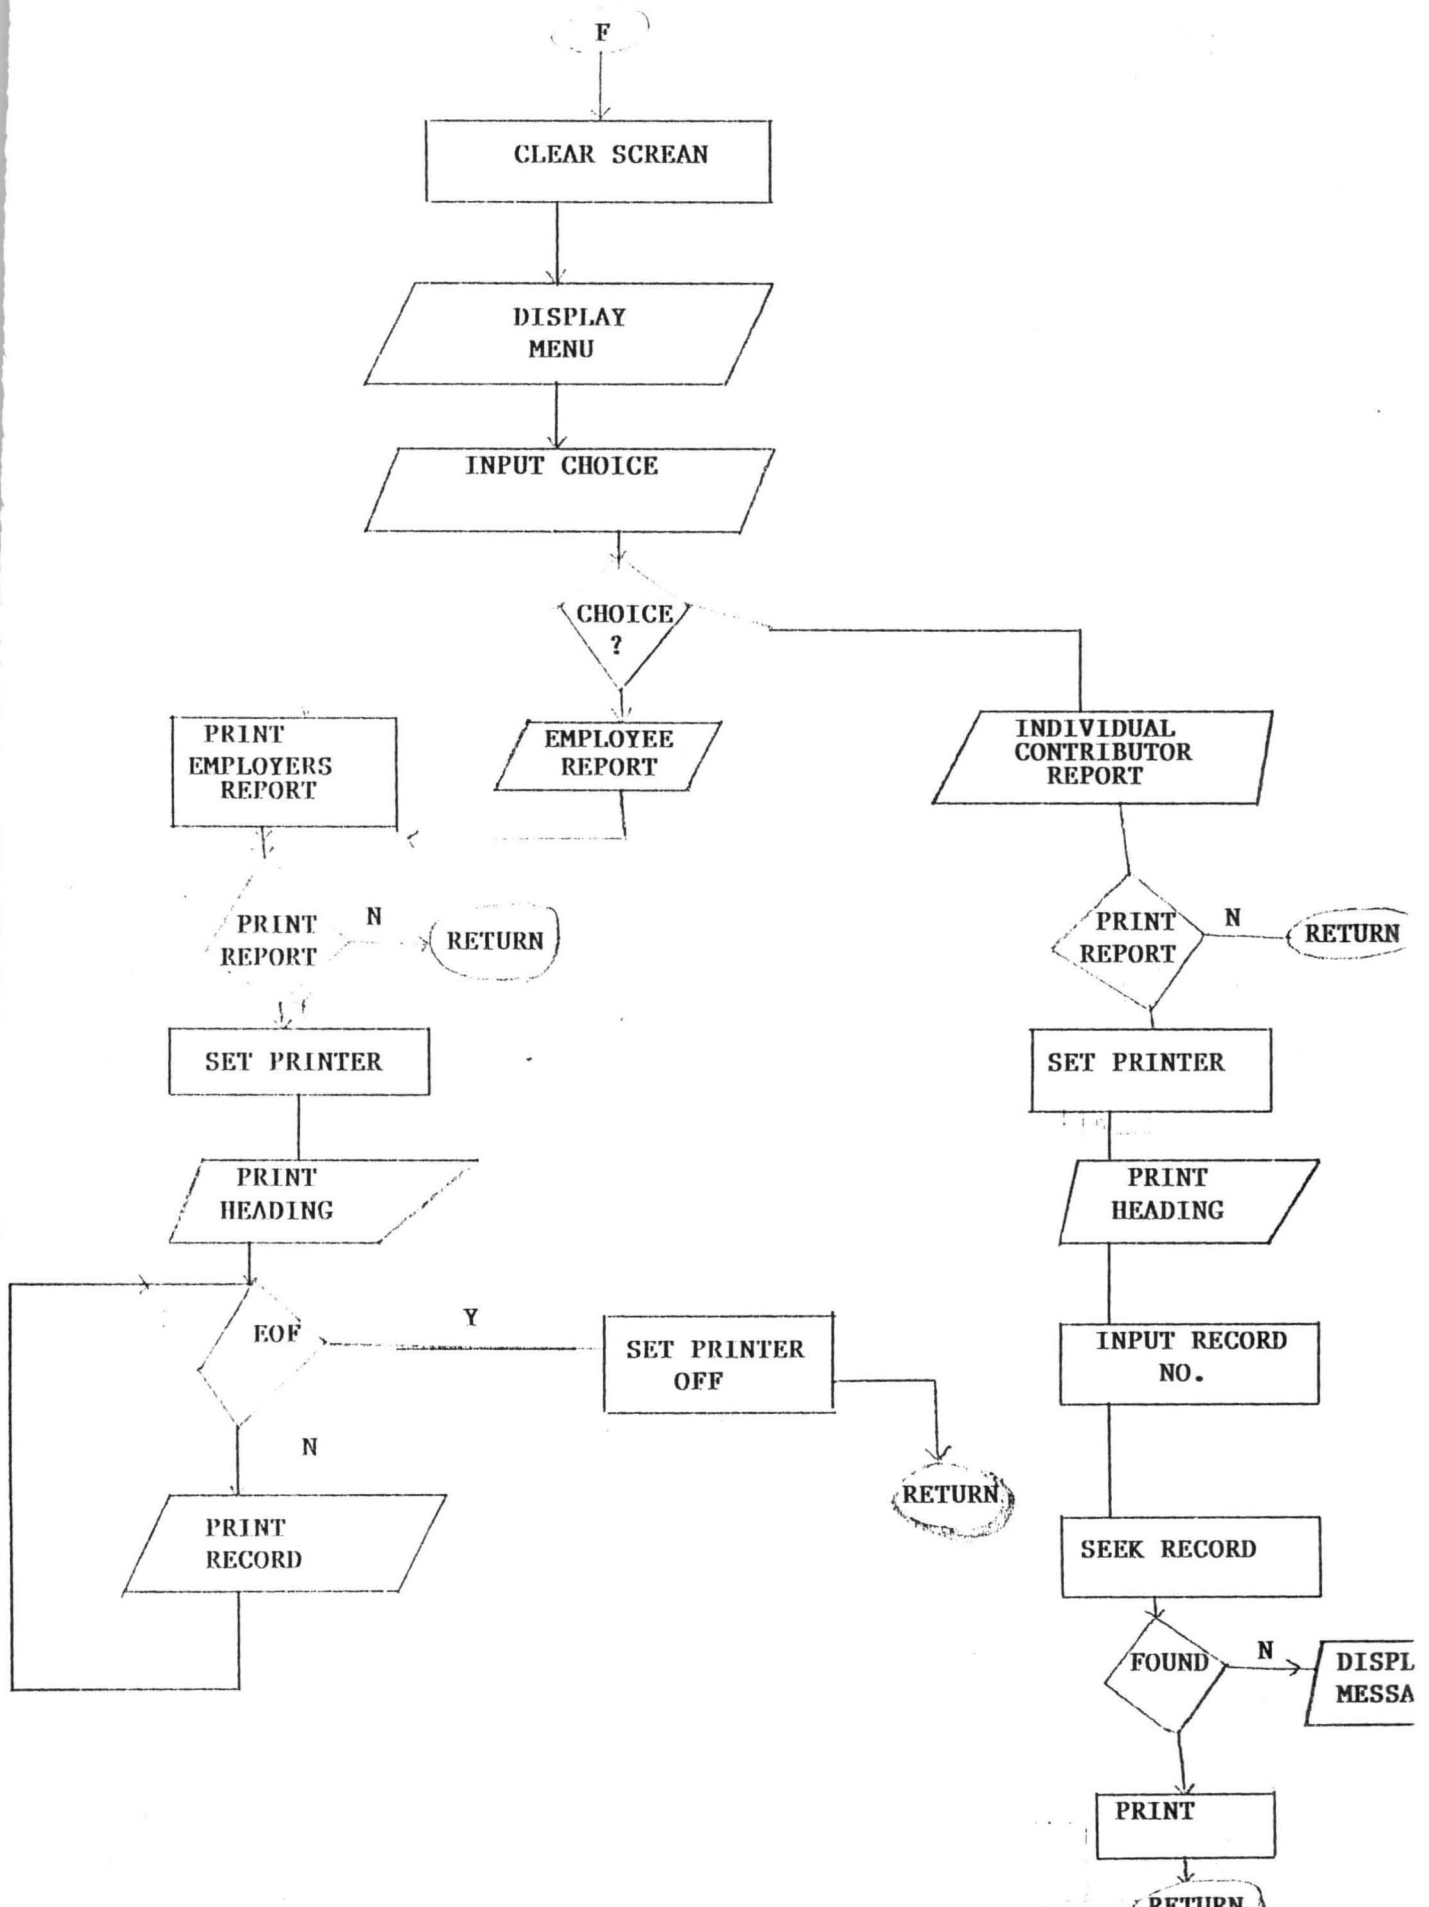 F
CLEAR SCREAN
DISPLAY
MENU
INPUT CHOICE
CHOICE
?
PRINT
EMPLOYERS
REPORT
EMPLOYEE
REPORT
INDIVIDUAL
CONTRIBUTOR
REPORT
PRINT
REPORT
N
RETURN
PRINT
REPORT
N
RETURN
SET PRINTER
SET PRINTER
PRINT
HEADING
PRINT
HEADING
EOF
Y
SET PRINTER
OFF
INPUT RECORD
NO.
N
RETURN
PRINT
RECORD
SEEK RECORD
FOUND
N
DISPL
MESSA
PRINT
RETURN